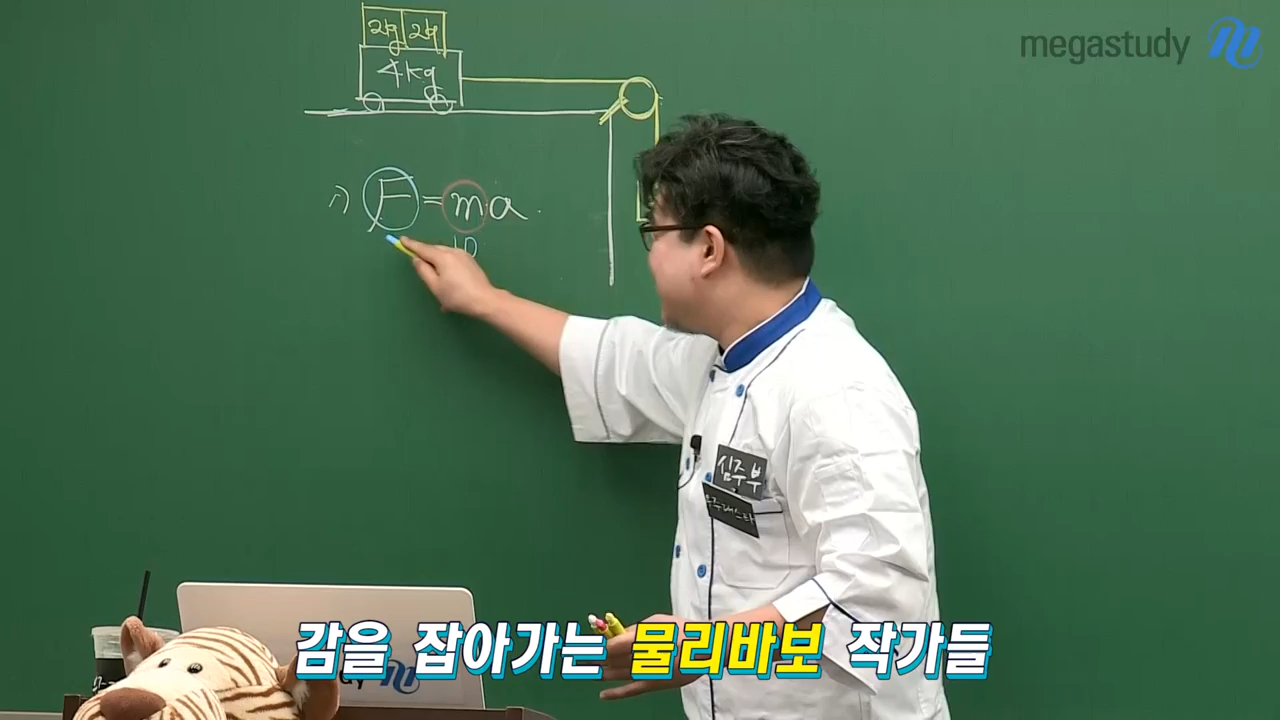 megastudy
2kg 2kg
4kg
1) F = ma.
10
심주부
감을 잡아가는 물리바보 작가들